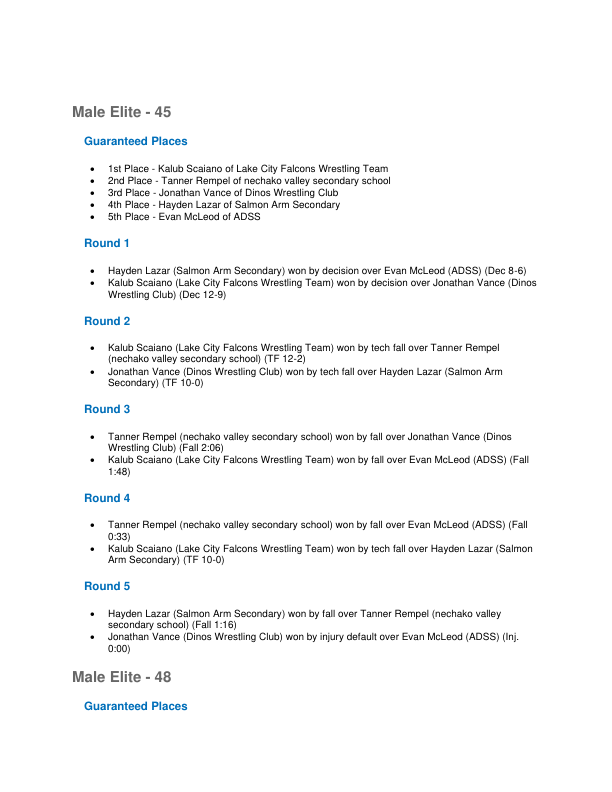 Male Elite - 45
Guaranteed Places
• 1st Place - Kalub Scaiano of Lake City Falcons Wrestling Team
• 2nd Place - Tanner Rempel of nechako valley secondary school
• 3rd Place - Jonathan Vance of Dinos Wrestling Club
• 4th Place - Hayden Lazar of Salmon Arm Secondary
• 5th Place - Evan McLeod of ADSS
Round 1
• Hayden Lazar (Salmon Arm Secondary) won by decision over Evan McLeod (ADSS) (Dec 8-6)
• Kalub Scaiano (Lake City Falcons Wrestling Team) won by decision over Jonathan Vance (Dinos
Wrestling Club) (Dec 12-9)
Round 2
• Kalub Scaiano (Lake City Falcons Wrestling Team) won by tech fall over Tanner Rempel
(nechako valley secondary school) (TF 12-2)
• Jonathan Vance (Dinos Wrestling Club) won by tech fall over Hayden Lazar (Salmon Arm
Secondary) (TF 10-0)
Round 3
• Tanner Rempel (nechako valley secondary school) won by fall over Jonathan Vance (Dinos
Wrestling Club) (Fall 2:06)
• Kalub Scaiano (Lake City Falcons Wrestling Team) won by fall over Evan McLeod (ADSS) (Fall
1:48)
Round 4
• Tanner Rempel (nechako valley secondary school) won by fall over Evan McLeod (ADSS) (Fall
0:33)
• Kalub Scaiano (Lake City Falcons Wrestling Team) won by tech fall over Hayden Lazar (Salmon
Arm Secondary) (TF 10-0)
Round 5
• Hayden Lazar (Salmon Arm Secondary) won by fall over Tanner Rempel (nechako valley
secondary school) (Fall 1:16)
• Jonathan Vance (Dinos Wrestling Club) won by injury default over Evan McLeod (ADSS) (Inj.
0:00)
Male Elite - 48
Guaranteed Places